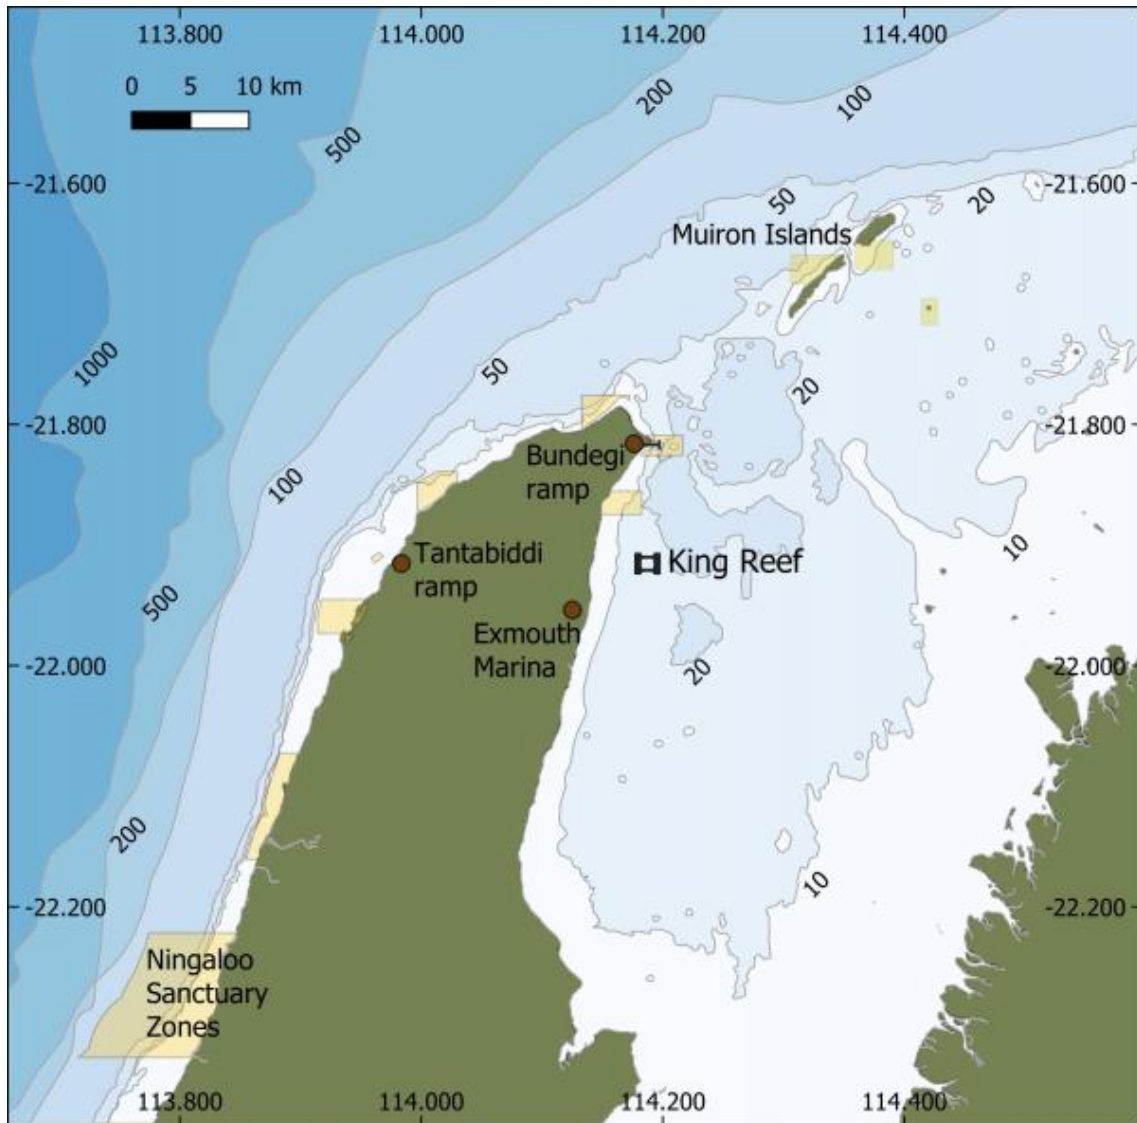 113.800 114.000 114.200 114.400
0 5 10 km
200
100
500
-21.600 -21.600
50
20
Muiron Islands
1000
50
20
-21.800 -21.800
Bundegi
ramp
100
10
Tantabiddi
ramp
King Reef
500
Exmouth
Marina
-22.000 -22.000
20
200
10
-22.200 -22.200
Ningaloo
Sanctuary
Zones
113.800 114.000 114.200 114.400